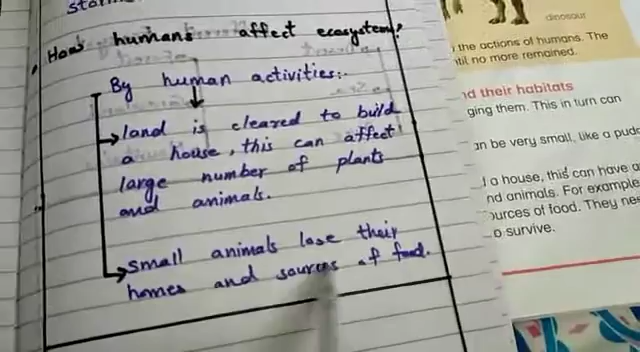 How humans affect ecosystem?
By human activities:-
land is cleared to build
a house, this can affect
large number of plants
and animals.
Small animals lose their
homes and sources of food.
dinosaur
the actions of humans. The
no more remained.
nd their habitats
ging them. This in turn can
an be very small, like a pudd
a house, this can have a
nd animals. For example
ources of food. They nee
o survive.